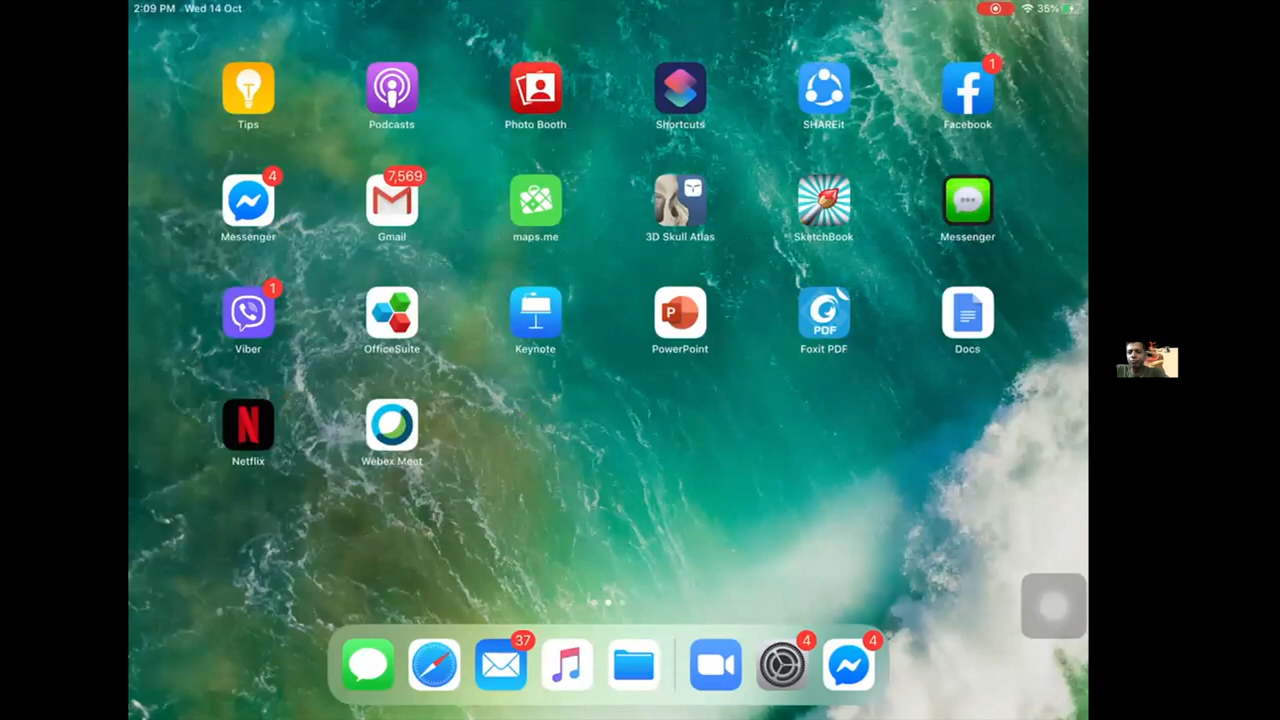 2:09 PM Wed 14 Oct
35%
1
Tips
Podcasts
Photo Booth
Shortcuts
SHAREit
Facebook
4
7,569
Messenger
Gmail
maps.me
3D Skull Atlas
SketchBook
Messenger
1
P
PDF
Viber
OfficeSuite
Keynote
PowerPoint
Foxit PDF
Docs
N
Netflix
Webex Meet
37
4
4